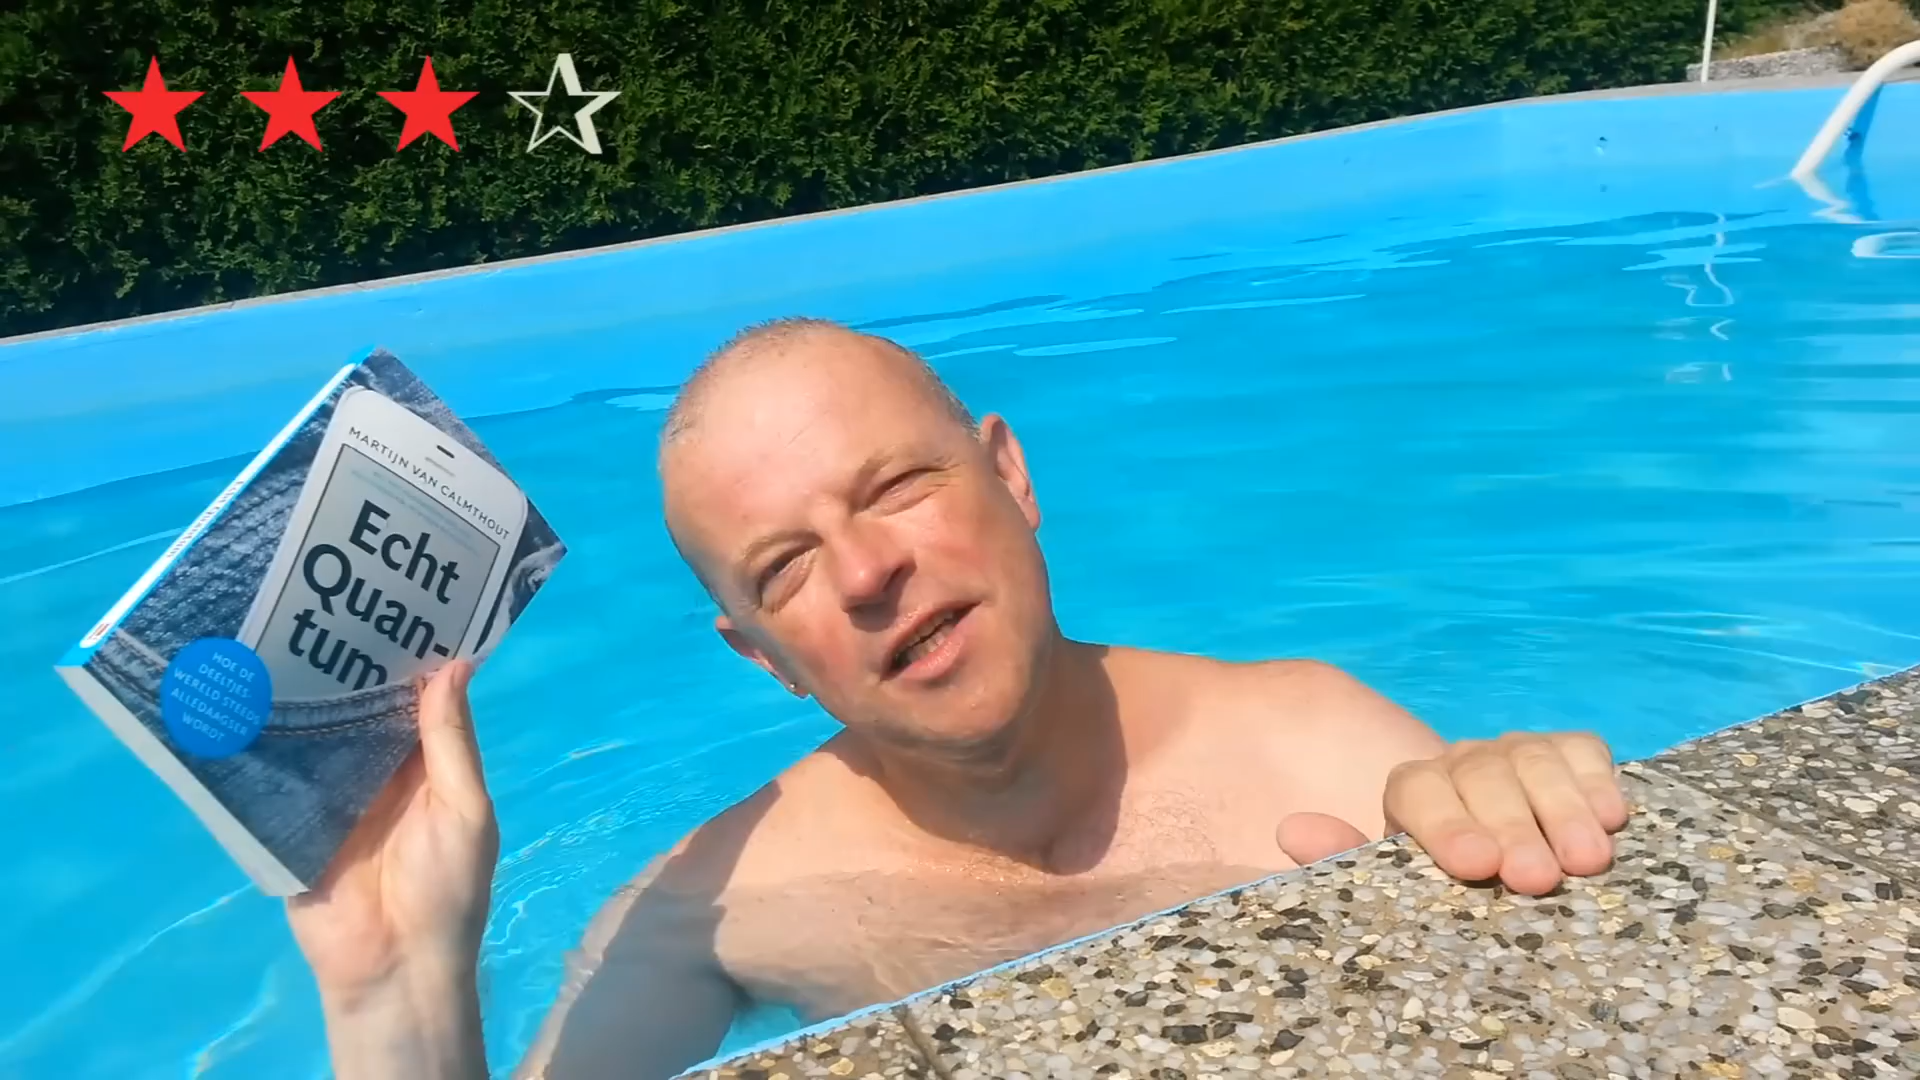 MARTIJN VAN CALMTHOUT
Echt
Quan-
tum
HOE DE
DEELTJES-
WERELD STEEDS
ALLEDAAGSER
WORDT